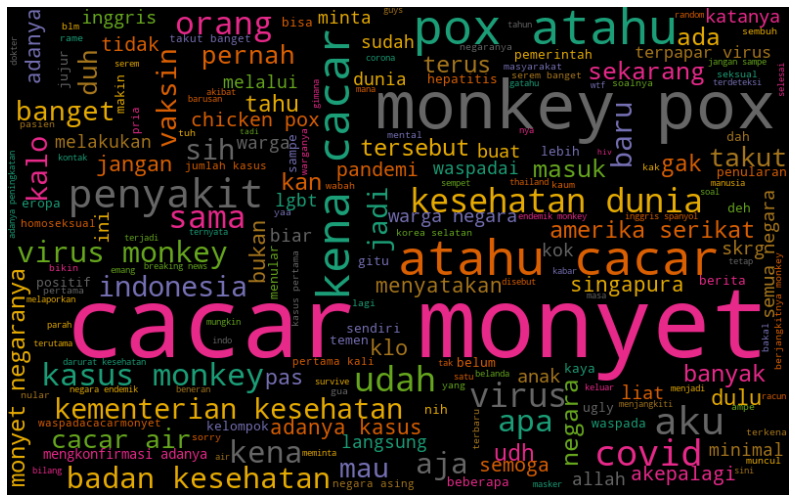 inggris
orang
pox atahu
katanya
adanya
tidak
duh
pernah
bisa
takut banget
minta
sudah
ada
pemerintah
terpapar virus
guys
tahun
random
sembuh
dokter
blm
rame
serem
jujur
makin
melalui
terus
dunia
hepatitis
corona
negaranya
masyarakat
serem banget
soalnya
jangan sampe
seksual
terdeteksi
sekarang
banget
vaksin
akibat
barusan
tahu
cacar
gimana
mana
gatahu
wtf
selesai
monkey pox
pasien
pria
tuh
chicken pox
tadi
mental
nya
hiv
baru
kalo
melakukan
sih
warga
sampe
warganya
tersebut
buat
lebih
dah
takut
kontak
jangan
jumlah kasus
wabah
sempet
waspadai
masuk
gak
penularan
adanya peningkatan
penyakit
kan
pandemi
thailand
kaum
kak
manusia
eropa
homoseksual
ini
sama
lgbt
kena
jadi
kesehatan dunia
soal
yaa
warga negara
endemik monkey
inggris spanyol
deh
ternyata
bukan
biar
korea selatan
amerika serikat
semua negara
virus monkey
terjadi
menular
gitu
atahu cacar
kok
skrg
bikin
emang
breaking news
kasus pertama
kabar
tetap
positif
pertama
indonesia
menyatakan
singapura
berita
berjangkitnya monkey
melaporkan
lagi
disebut
masa
cacar monyet
parah
terutama
mungkin
indo
sendiri
temen
bakal
monyet negaranya
darurat kesehatan
pertama kali
klo
tak
belum
kaya
banyak
kasus monkey
pas
udah
satu
belanda
anak
liat
keluar
menjadi
racun
nular
negara endemik
beneran
survive
gua
yang
virus
negara
ugly
menjangkiti
dulu
ampe
waspadacacarmonyet
kementerian kesehatan
nih
apa
terbaru
aku
waspada
terkena
cacar air
sorry
kelompok
adanya kasus
langsung
udh
covid
minimal
muncul
mengkonfirmasi adanya
air
kena
meminta
mau
aja
semoga
allah
akepalagi
sini
bilang
badan kesehatan
negara asing
masker
beberapa